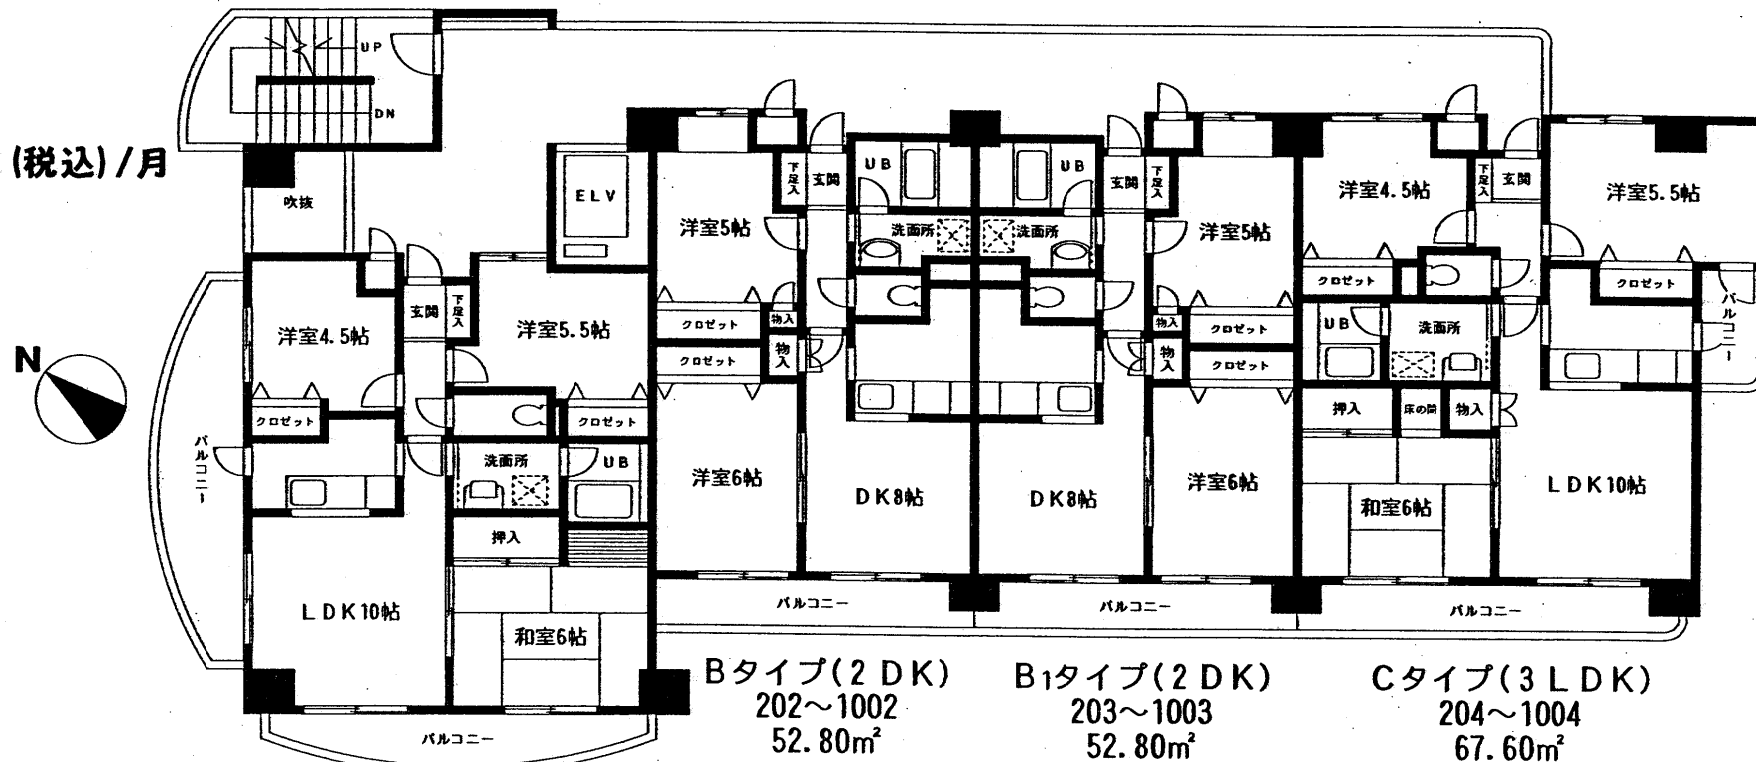 (税込)/月
N
UP
DN
吹抜
ELV
洋室4.5帖
クロゼット
玄関
下足入
洋室5.5帖
クロゼット
洗面所
UB
押入
LDK10帖
和室6帖
バルコニー
バルコニー
洋室5帖
下足入
玄関
UB
洗面所
クロゼット
物入
クロゼット
物入
洋室6帖
DK8帖
バルコニー
UB
玄関
下足入
洗面所
洋室5帖
物入
クロゼット
物入
クロゼット
DK8帖
洋室6帖
バルコニー
洋室4.5帖
下足入
玄関
洋室5.5帖
クロゼット
クロゼット
バルコニー
UB
洗面所
押入
床の間
物入
和室6帖
LDK10帖
バルコニー
Bタイプ(2DK)
202~1002
52.80㎡
B1タイプ(2DK)
203~1003
52.80㎡
Cタイプ(3LDK)
204~1004
67.60㎡